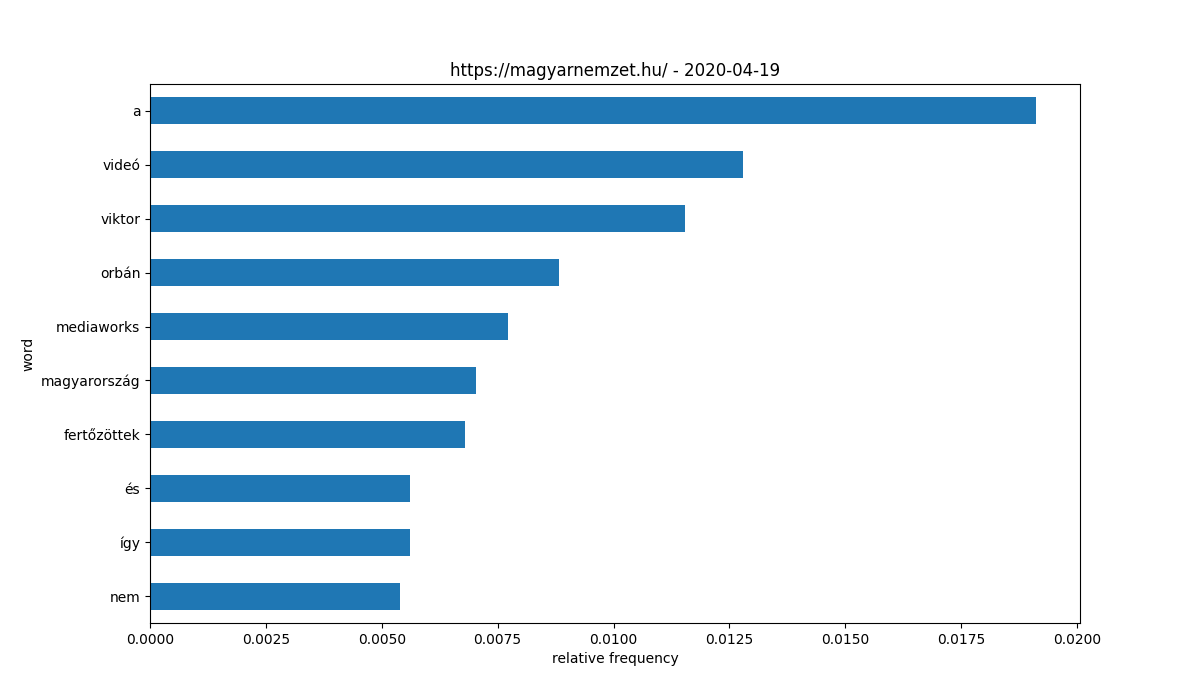 https://magyarnemzet.hu/ - 2020-04-19
a
videó
viktor
orbán
mediaworks
magyarország
fertőzöttek
és
így
nem
word
0.0000 0.0025 0.0050 0.0075 0.0100 0.0125 0.0150 0.0175 0.0200
relative frequency